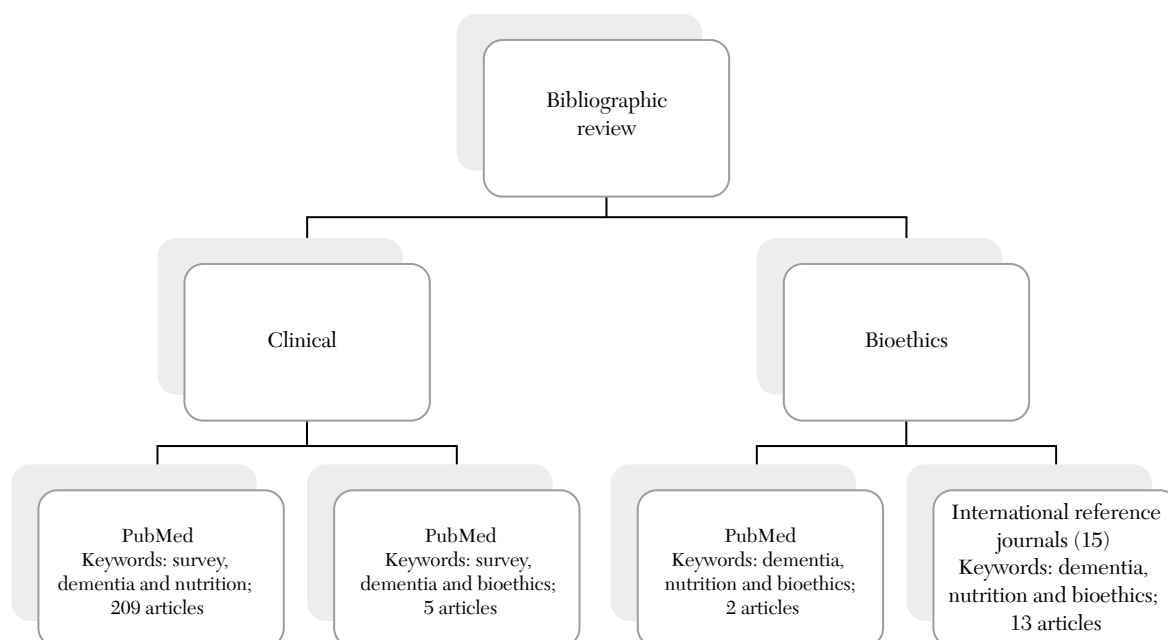 Bibliographic
review
Clinical
Bioethics
PubMed
Keywords: survey,
dementia and nutrition;
209 articles
PubMed
Keywords: survey,
dementia and bioethics;
5 articles
PubMed
Keywords: dementia,
nutrition and bioethics;
2 articles
International reference
journals (15)
Keywords: dementia,
nutrition and bioethics;
13 articles